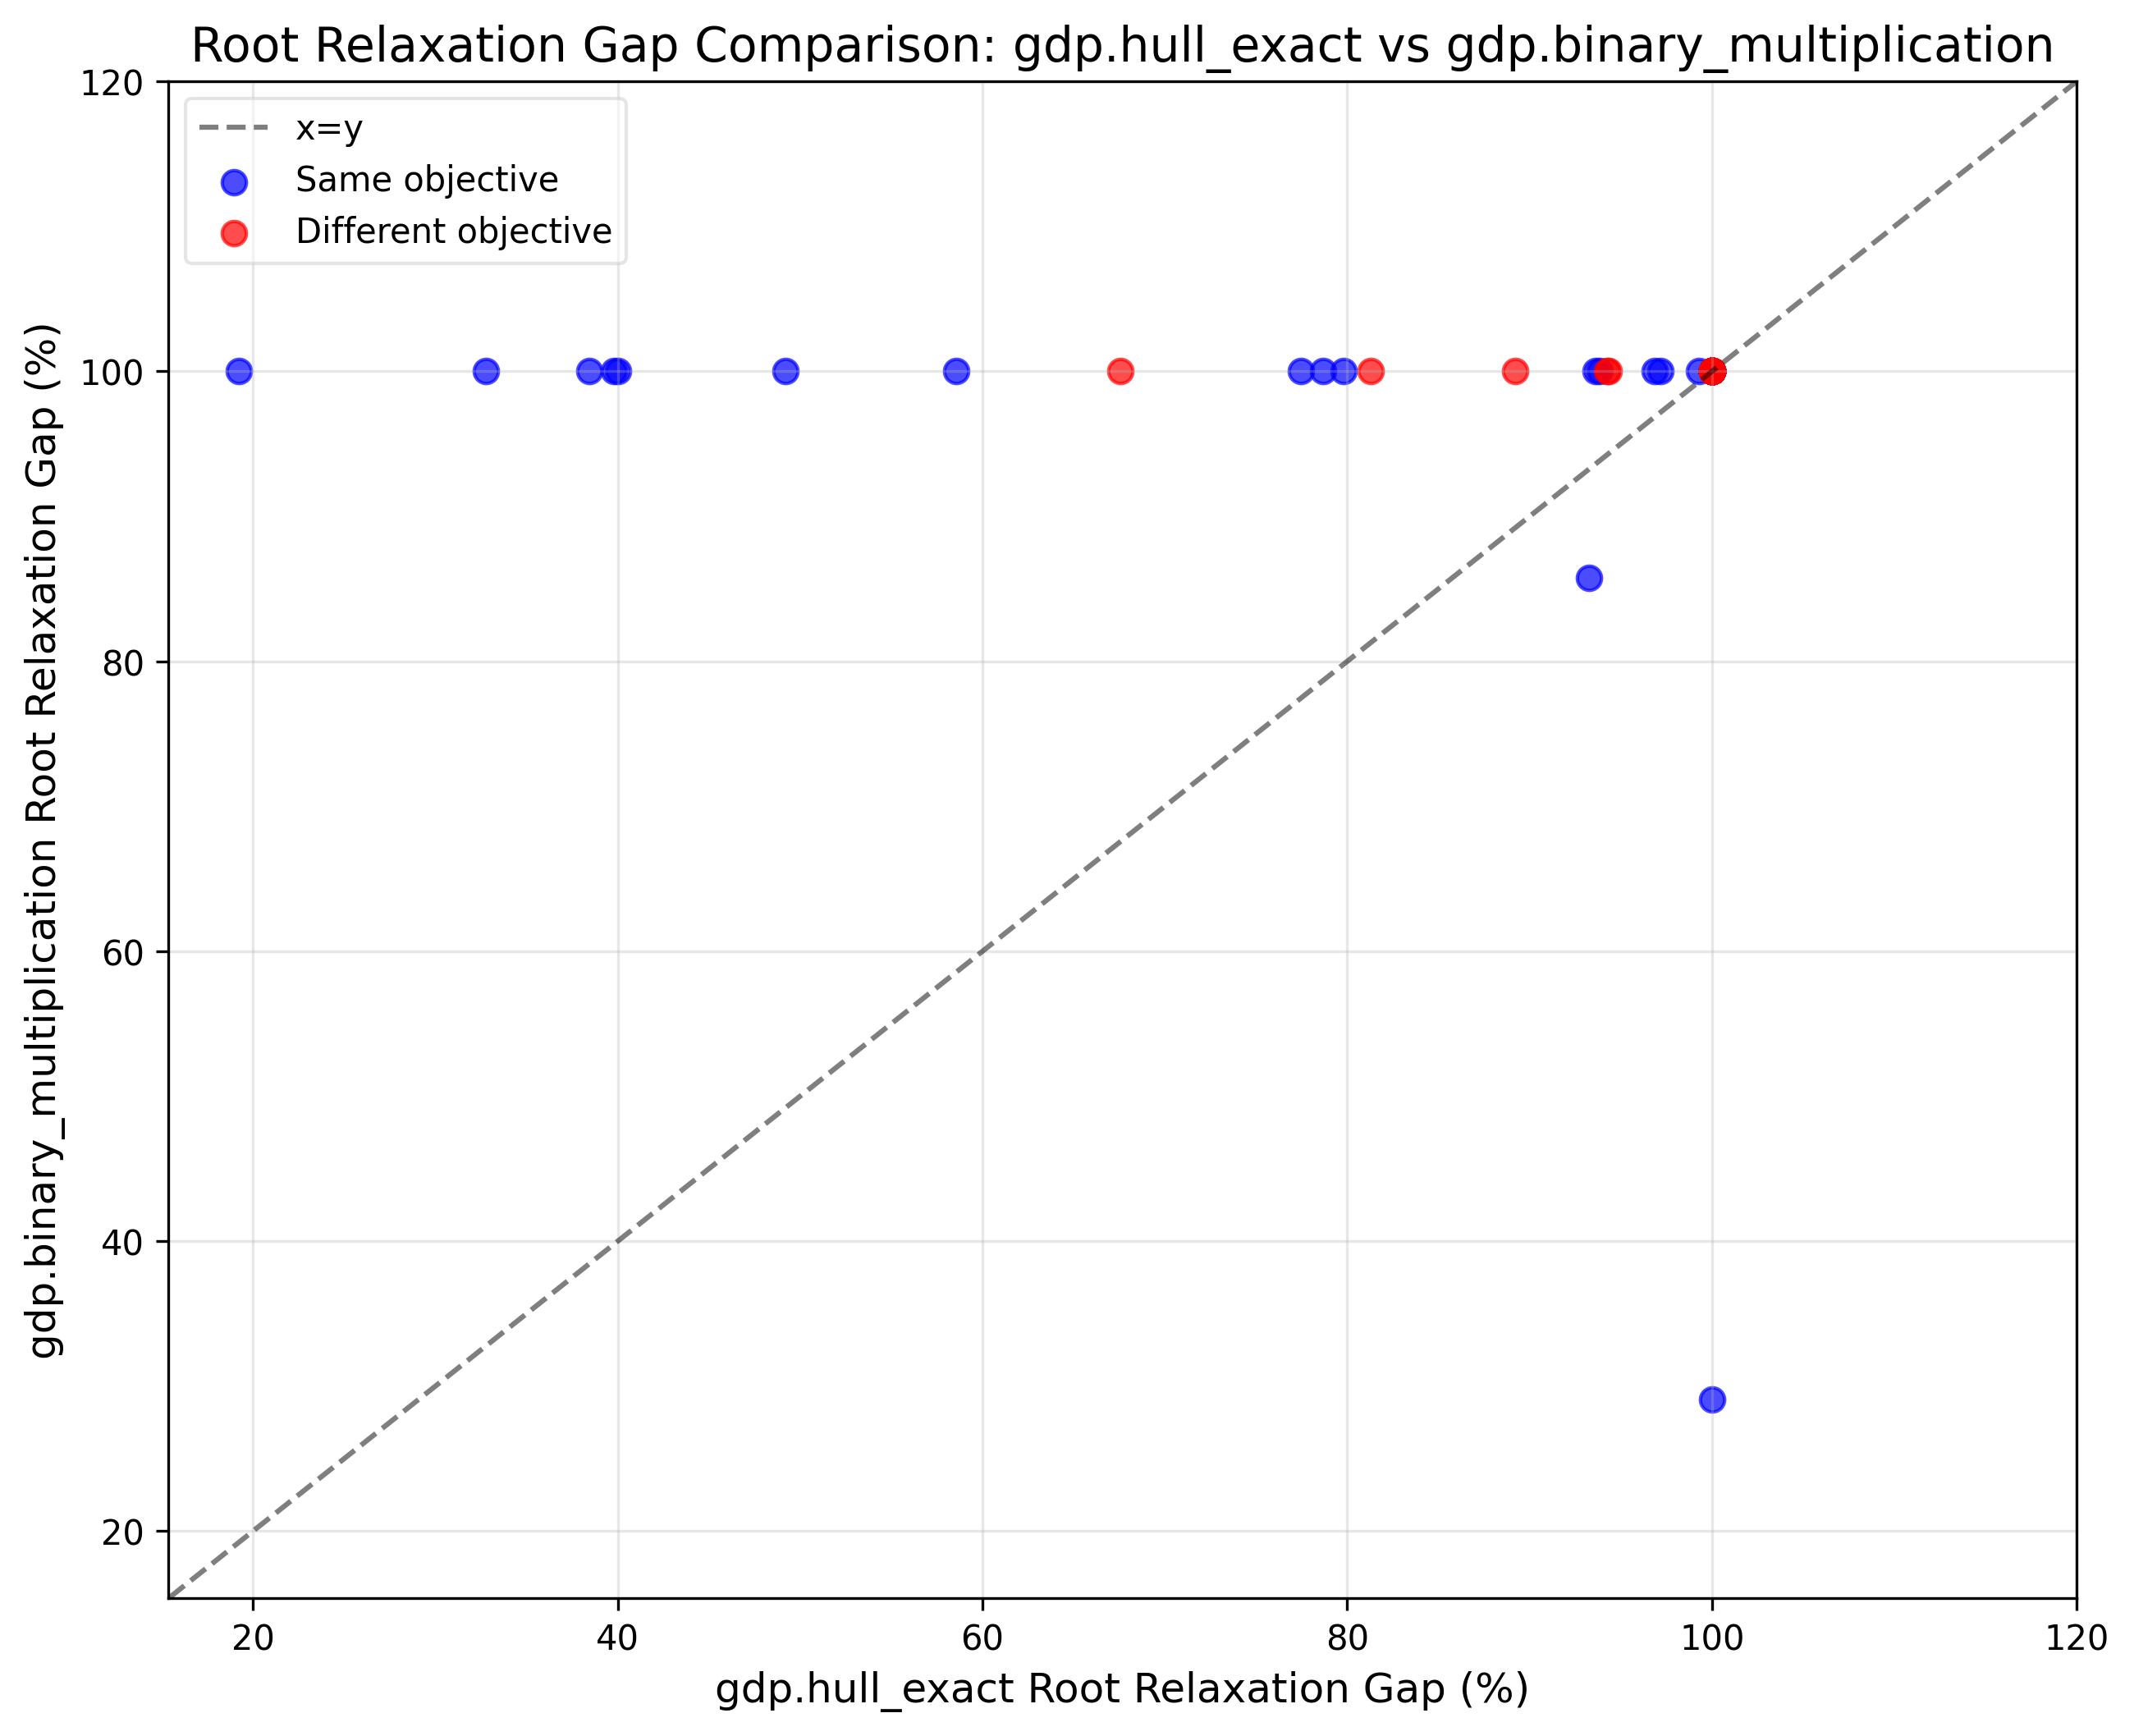 Root Relaxation Gap Comparison: gdp.hull_exact vs gdp.binary_multiplication
x=y
Same objective
Different objective
gdp.binary_multiplication Root Relaxation Gap (%)
120
100
80
60
40
20
20 40 60 80 100 120
gdp.hull_exact Root Relaxation Gap (%)